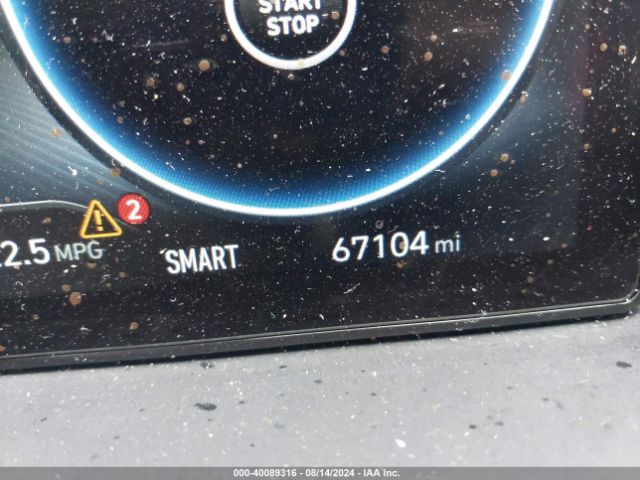 START
STOP
2
2.5 MPG
SMART
67104 mi
000-40089316 - 08/14/2024 - IAA Inc.